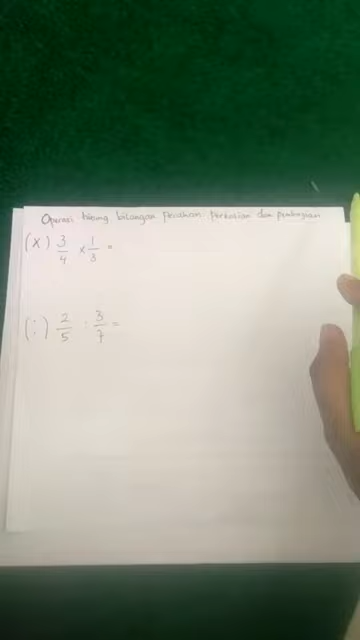 Operasi hitung bilangan pecahan: Perkalian dan pembagian
(x) 3/4 x 1/3 =
(:) 2/5 : 3/7 =